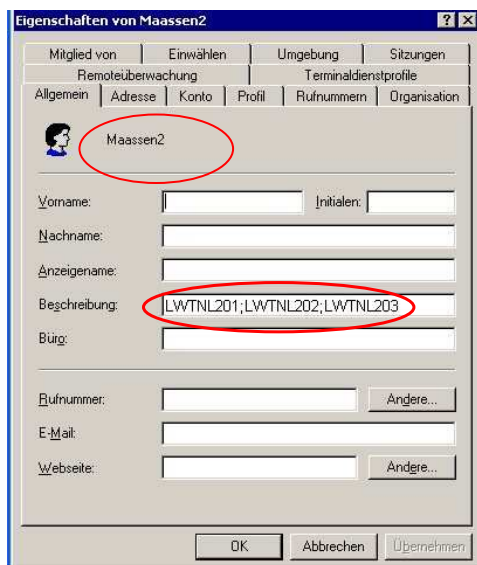 Eigenschaften von Maassen2
Mitglied von Einwählen Umgebung Sitzungen
Remoteüberwachung Terminaldienstprofile
Allgemein Adresse Konto Profil Rufnummern Organisation
Maassen2
Vorname: Initialen:
Nachname:
Anzeigename:
Beschreibung: LWTNL201;LWTNL202;LWTNL203
Büro:
Rufnummer: Andere...
E-Mail:
Webseite: Andere...
OK Abbrechen Übernehmen